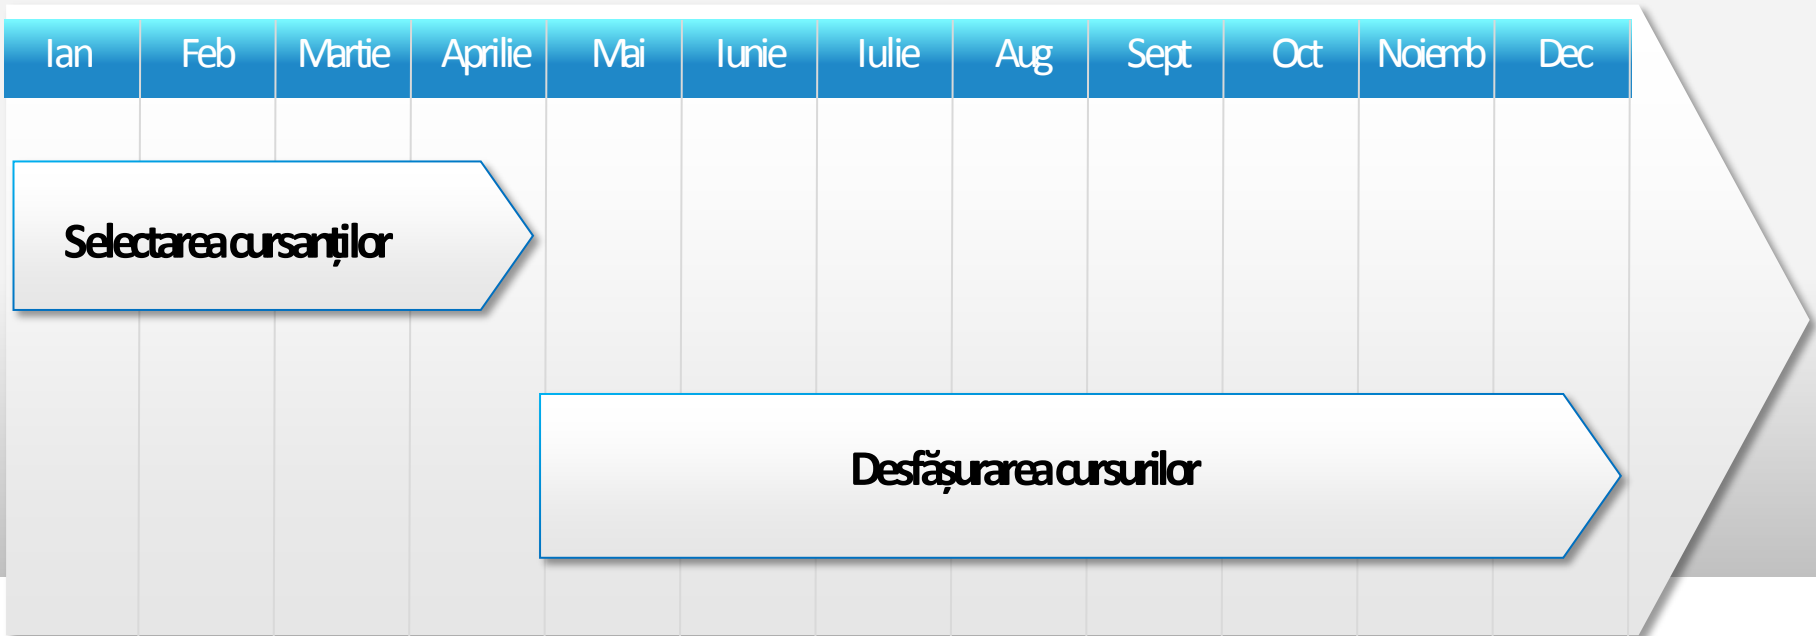 Ian Feb Martie Aprilie Mai Iunie Iulie Aug Sept Oct Noiemb Dec
Selectarea cursanților
Desfășurarea cursurilor